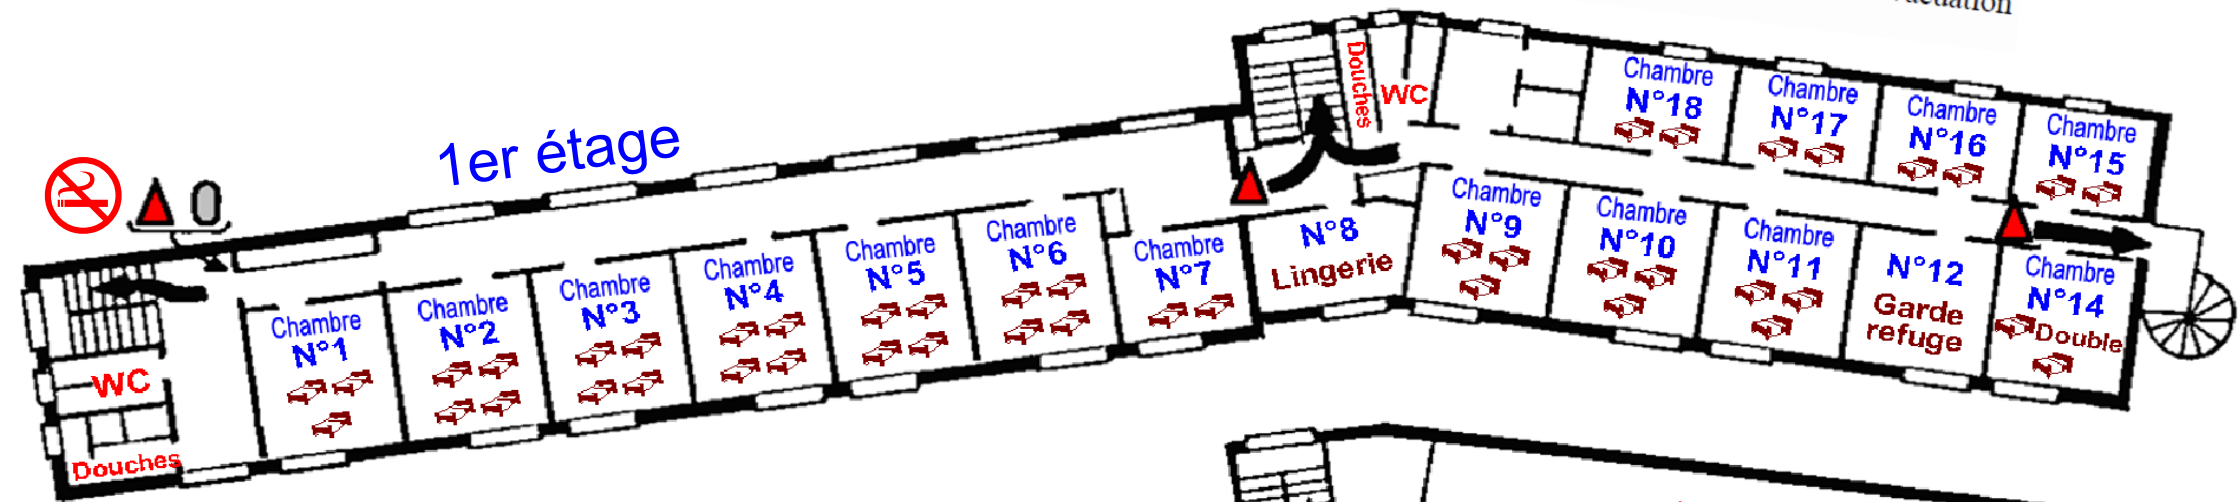 1er étage
WC
Douches
Chambre
N°1
Chambre
N°2
Chambre
N°3
Chambre
N°4
Chambre
N°5
Chambre
N°6
Chambre
N°7
N°8
Lingerie
Douches
WC
Chambre
N°9
Chambre
N°10
Chambre
N°11
N°12
Garde
refuge
Chambre
N°14
Double
Chambre
N°18
Chambre
N°17
Chambre
N°16
Chambre
N°15